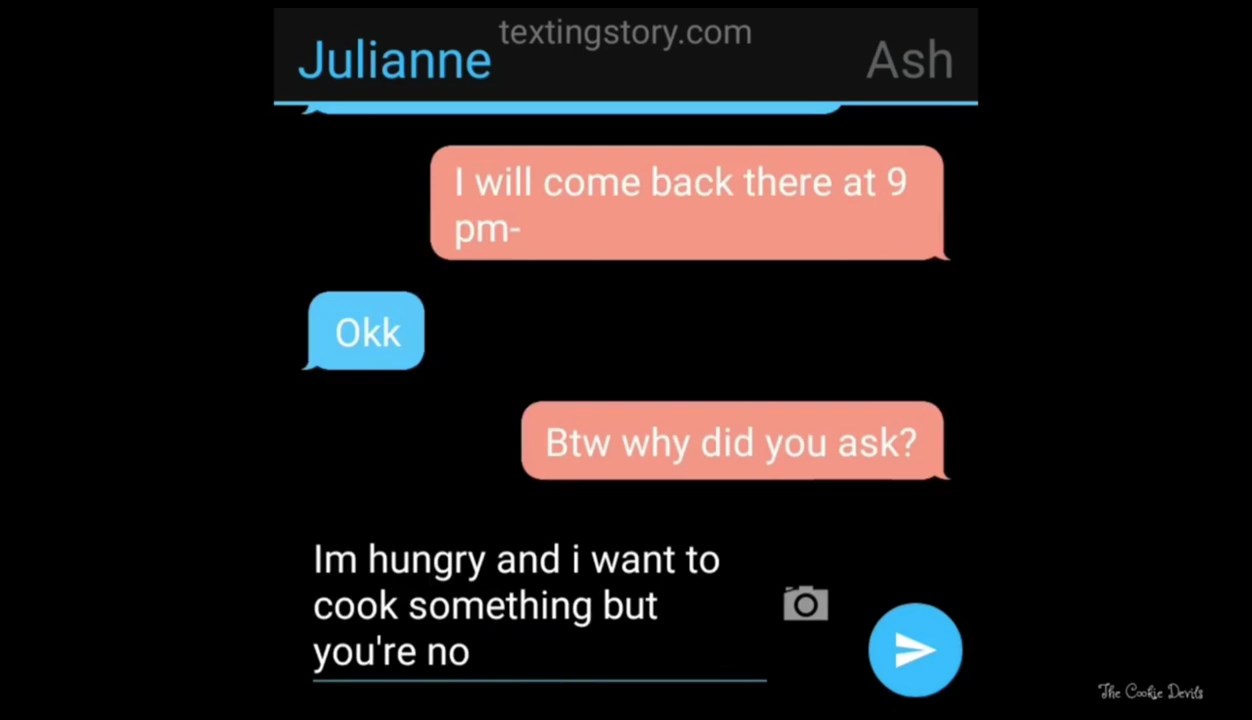 textingstory.com
Julianne
Ash
I will come back there at 9
pm-
Okk
Btw why did you ask?
Im hungry and i want to
cook something but
you're no
The Cookie Devils